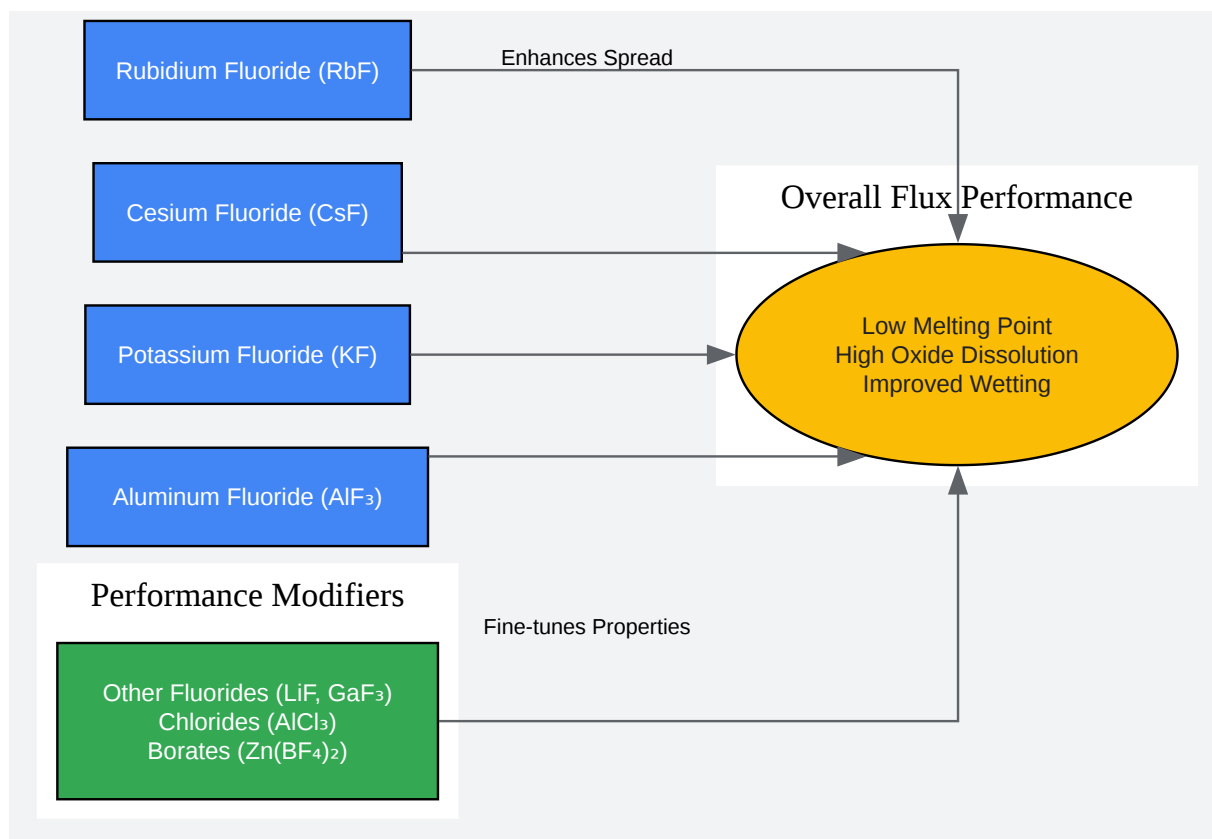 Rubidium Fluoride (RbF)
Enhances Spread
Cesium Fluoride (CsF)
Overall Flux Performance
Potassium Fluoride (KF)
Low Melting Point
High Oxide Dissolution
Improved Wetting
Aluminum Fluoride (AlF₃)
Performance Modifiers
Fine-tunes Properties
Other Fluorides (LiF, GaF₃)
Chlorides (AlCl₃)
Borates (Zn(BF₄)₂)